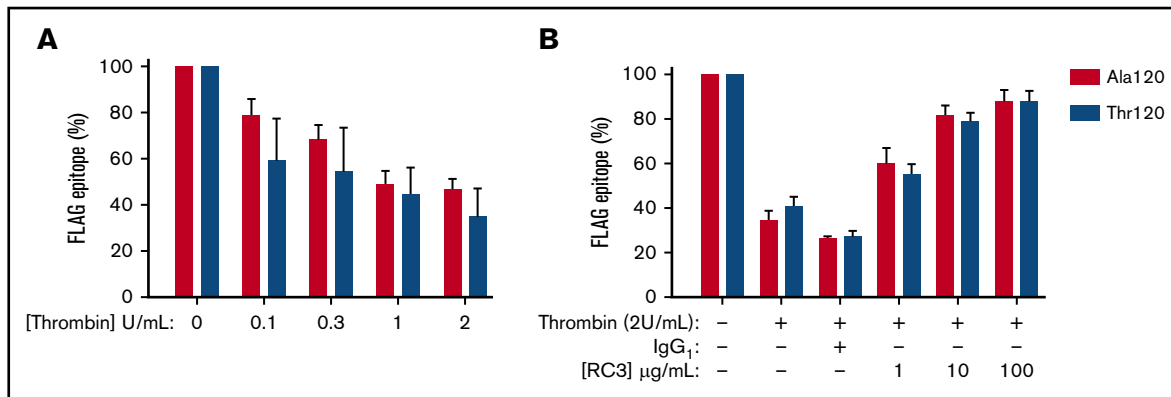 A
FLAG epitope (%)
100
80
60
40
20
0
[Thrombin] U/mL: 0 0.1 0.3 1 2
B
FLAG epitope (%)
100
80
60
40
20
0
Thrombin (2U/mL): – + + + + +
IgG1: – – + – – –
[RC3] μg/mL: – – – 1 10 100
Ala120
Thr120